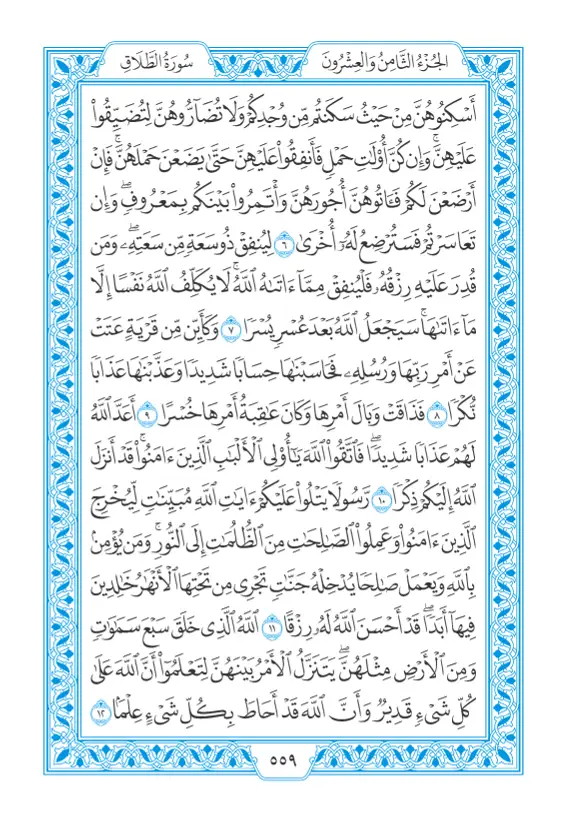 الجُزْءُ الثَّامِنُ وَالعِشْرُونَ
سُورَةُ الطَّلَاقِ
أَسْكِنُوهُنَّ مِنْ حَيْثُ سَكَنتُم مِّن وُجْدِكُمْ وَلَا تُضَآرُّوهُنَّ لِتُضَيِّقُوا۟
عَلَيْهِنَّ ۚ وَإِن كُنَّ أُو۟لَٰتِ حَمْلٍ فَأَنفِقُوا۟ عَلَيْهِنَّ حَتَّىٰ يَضَعْنَ حَمْلَهُنَّ ۚ فَإِنْ
أَرْضَعْنَ لَكُمْ فَـَٔاتُوهُنَّ أُجُورَهُنَّ وَأْتَمِرُوا۟ بَيْنَكُم بِمَعْرُوفٍ ۖ وَإِن
تَعَاسَرْتُمْ فَسَتُرْضِعُ لَهُۥٓ أُخْرَىٰ ٦ لِيُنفِقْ ذُو سَعَةٍ مِّن سَعَتِهِۦ ۖ وَمَن
قُدِرَ عَلَيْهِ رِزْقُهُۥ فَلْيُنفِقْ مِمَّآ ءَاتَىٰهُ ٱللَّهُ ۚ لَا يُكَلِّفُ ٱللَّهُ نَفْسًا إِلَّا
مَآ ءَاتَىٰهَا ۚ سَيَجْعَلُ ٱللَّهُ بَعْدَ عُسْرٍ يُسْرًا ٧ وَكَأَيِّن مِّن قَرْيَةٍ عَتَتْ
عَنْ أَمْرِ رَبِّهَا وَرُسُلِهِۦ فَحَاسَبْنَٰهَا حِسَابًا شَدِيدًا وَعَذَّبْنَٰهَا عَذَابًا
نُّكْرًا ٨ فَذَاقَتْ وَبَالَ أَمْرِهَا وَكَانَ عَٰقِبَةُ أَمْرِهَا خُسْرًا ٩ أَعَدَّ ٱللَّهُ
لَهُمْ عَذَابًا شَدِيدًا ۖ فَٱتَّقُوا۟ ٱللَّهَ يَٰٓأُو۟لِى ٱلْأَلْبَٰبِ ٱلَّذِينَ ءَامَنُوا۟ ۚ قَدْ أَنزَلَ
ٱللَّهُ إِلَيْكُمْ ذِكْرًا ١٠ رَّسُولًا يَتْلُوا۟ عَلَيْكُمْ ءَايَٰتِ ٱللَّهِ مُبَيِّنَٰتٍ لِّيُخْرِجَ
ٱلَّذِينَ ءَامَنُوا۟ وَعَمِلُوا۟ ٱلصَّٰلِحَٰتِ مِنَ ٱلظُّلُمَٰتِ إِلَى ٱلنُّورِ ۚ وَمَن يُؤْمِنۢ
بِٱللَّهِ وَيَعْمَلْ صَٰلِحًا يُدْخِلْهُ جَنَّٰتٍ تَجْرِى مِن تَحْتِهَا ٱلْأَنْهَٰرُ خَٰلِدِينَ
فِيهَآ أَبَدًا ۖ قَدْ أَحْسَنَ ٱللَّهُ لَهُۥ رِزْقًا ١١ ٱللَّهُ ٱلَّذِى خَلَقَ سَبْعَ سَمَٰوَٰتٍ
وَمِنَ ٱلْأَرْضِ مِثْلَهُنَّ ۖ يَتَنَزَّلُ ٱلْأَمْرُ بَيْنَهُنَّ لِتَعْلَمُوٓا۟ أَنَّ ٱللَّهَ عَلَىٰ
كُلِّ شَىْءٍ قَدِيرٌ وَأَنَّ ٱللَّهَ قَدْ أَحَاطَ بِكُلِّ شَىْءٍ عِلْمًۢا ١٢
٥٥٩